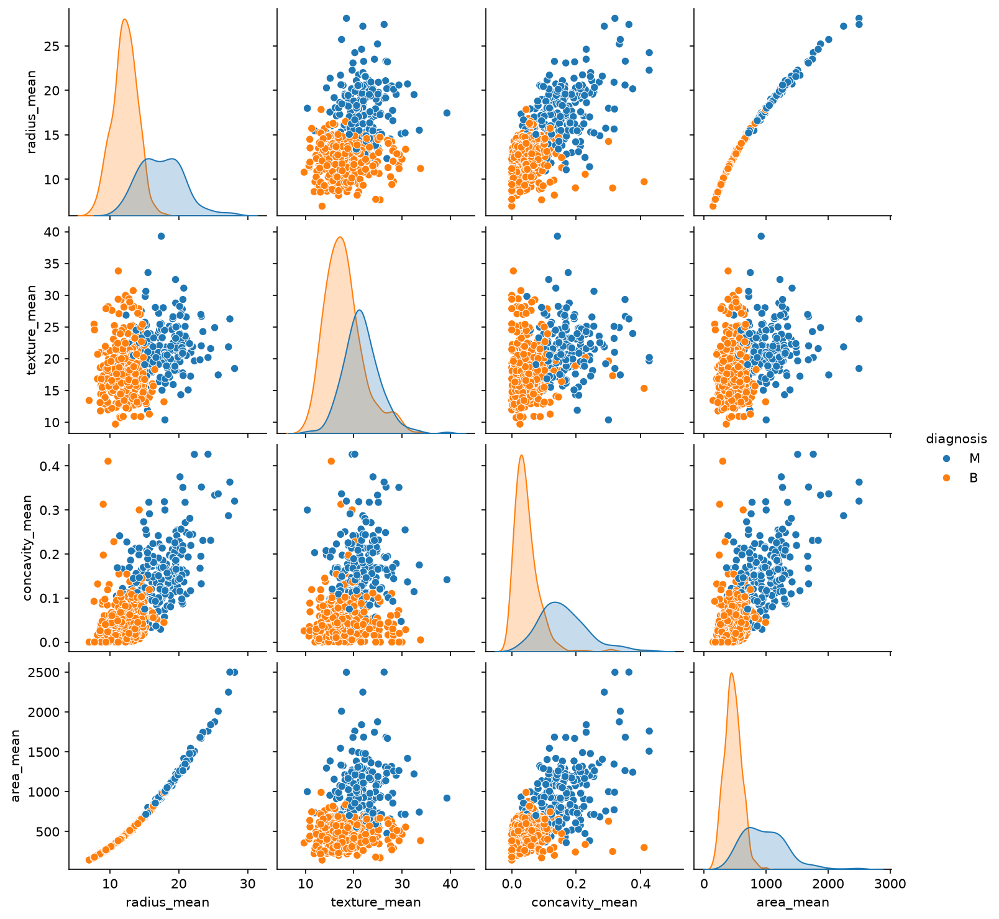 radius_mean
25
20
15
10
texture_mean
40
35
30
25
20
15
10
diagnosis
M
B
concavity_mean
0.4
0.3
0.2
0.1
0.0
area_mean
2500
2000
1500
1000
500
10 20 30 10 20 30 40 0.0 0.2 0.4 0 1000 2000 3000
radius_mean texture_mean concavity_mean area_mean